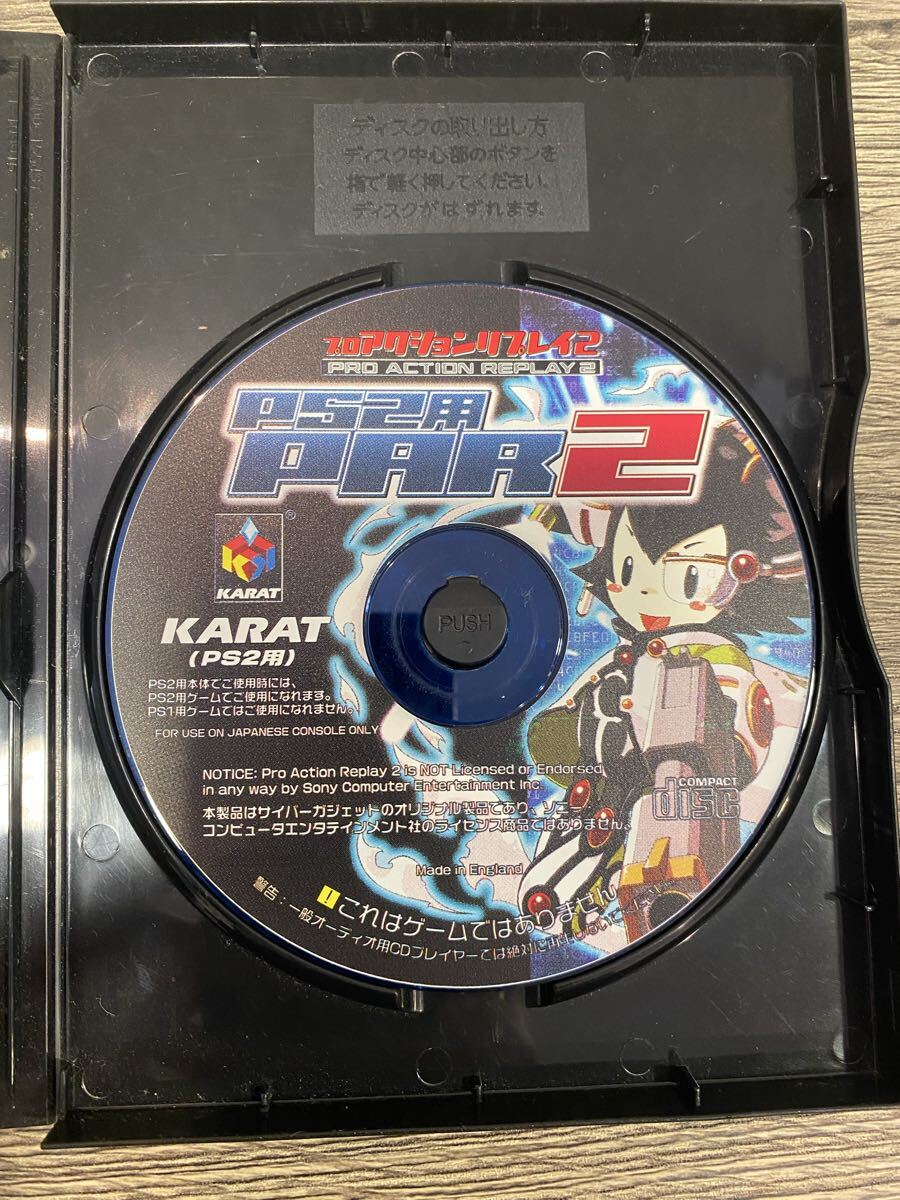 ディスクの取り出し方
ディスク中心部のボタンを
指で軽く押してください。
ディスクがはずれます。
プロアクションリプレイ2
PRO ACTION REPLAY 2
PS2用
PAR2
KARAT
®
KARAT
(PS2用)
PUSH
PS2用本体でご使用時には、
PS2用ゲームでご使用になれます。
PS1用ゲームではご使用になれません。
FOR USE ON JAPANESE CONSOLE ONLY
NOTICE: Pro Action Replay 2 is NOT Licensed or Endorsed
in any way by Sony Computer Entertainment Inc.
本製品はサイバーガジェットのオリジナル製品であり、ソニー
コンピュータエンタテインメント社のライセンス商品ではありません。
COMPACT
disc
Made in England
! これはゲームではありません
警告：一般オーディオ用CDプレイヤーでは絶対に